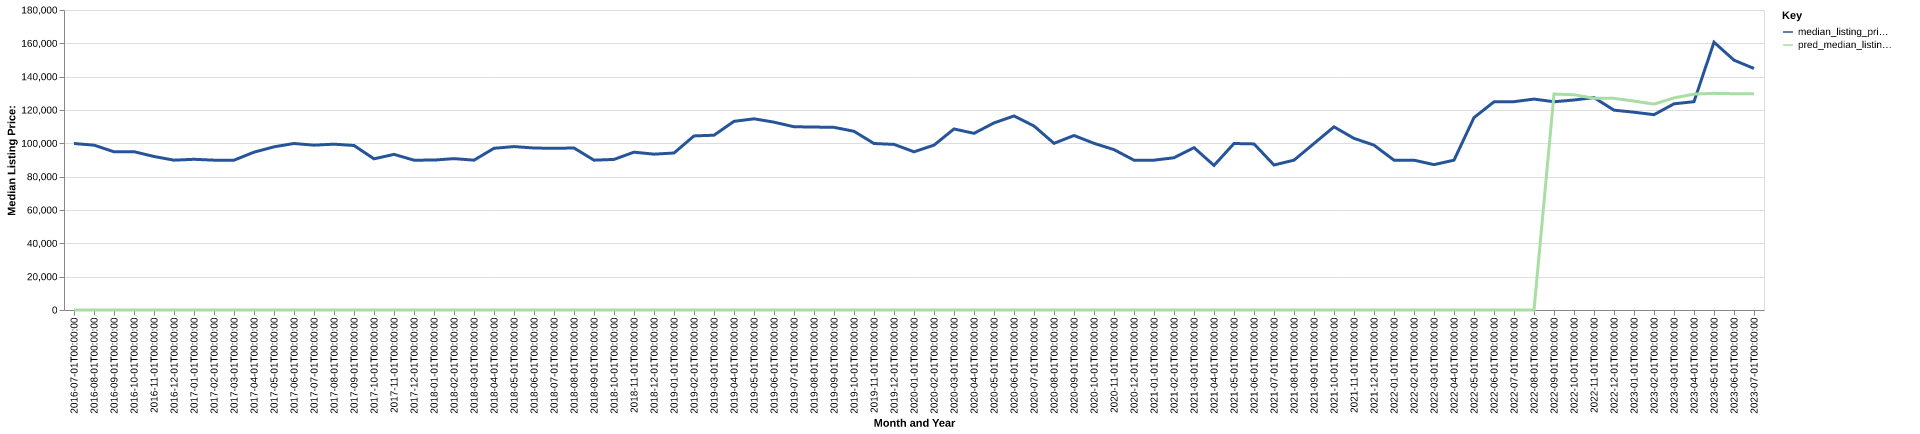 180,000
160,000
140,000
120,000
100,000
80,000
60,000
40,000
20,000
0
Median Listing Price:
2016-07-01T00:00:00
2016-08-01T00:00:00
2016-09-01T00:00:00
2016-10-01T00:00:00
2016-11-01T00:00:00
2016-12-01T00:00:00
2017-01-01T00:00:00
2017-02-01T00:00:00
2017-03-01T00:00:00
2017-04-01T00:00:00
2017-05-01T00:00:00
2017-06-01T00:00:00
2017-07-01T00:00:00
2017-08-01T00:00:00
2017-09-01T00:00:00
2017-10-01T00:00:00
2017-11-01T00:00:00
2017-12-01T00:00:00
2018-01-01T00:00:00
2018-02-01T00:00:00
2018-03-01T00:00:00
2018-04-01T00:00:00
2018-05-01T00:00:00
2018-06-01T00:00:00
2018-07-01T00:00:00
2018-08-01T00:00:00
2018-09-01T00:00:00
2018-10-01T00:00:00
2018-11-01T00:00:00
2018-12-01T00:00:00
2019-01-01T00:00:00
2019-02-01T00:00:00
2019-03-01T00:00:00
2019-04-01T00:00:00
2019-05-01T00:00:00
2019-06-01T00:00:00
2019-07-01T00:00:00
2019-08-01T00:00:00
2019-09-01T00:00:00
2019-10-01T00:00:00
2019-11-01T00:00:00
2019-12-01T00:00:00
2020-01-01T00:00:00
2020-02-01T00:00:00
2020-03-01T00:00:00
2020-04-01T00:00:00
2020-05-01T00:00:00
2020-06-01T00:00:00
2020-07-01T00:00:00
2020-08-01T00:00:00
2020-09-01T00:00:00
2020-10-01T00:00:00
2020-11-01T00:00:00
2020-12-01T00:00:00
2021-01-01T00:00:00
2021-02-01T00:00:00
2021-03-01T00:00:00
2021-04-01T00:00:00
2021-05-01T00:00:00
2021-06-01T00:00:00
2021-07-01T00:00:00
2021-08-01T00:00:00
2021-09-01T00:00:00
2021-10-01T00:00:00
2021-11-01T00:00:00
2021-12-01T00:00:00
2022-01-01T00:00:00
2022-02-01T00:00:00
2022-03-01T00:00:00
2022-04-01T00:00:00
2022-05-01T00:00:00
2022-06-01T00:00:00
2022-07-01T00:00:00
2022-08-01T00:00:00
2022-09-01T00:00:00
2022-10-01T00:00:00
2022-11-01T00:00:00
2022-12-01T00:00:00
2023-01-01T00:00:00
2023-02-01T00:00:00
2023-03-01T00:00:00
2023-04-01T00:00:00
2023-05-01T00:00:00
2023-06-01T00:00:00
2023-07-01T00:00:00
Month and Year
Key
median_listing_pri…
pred_median_listin…